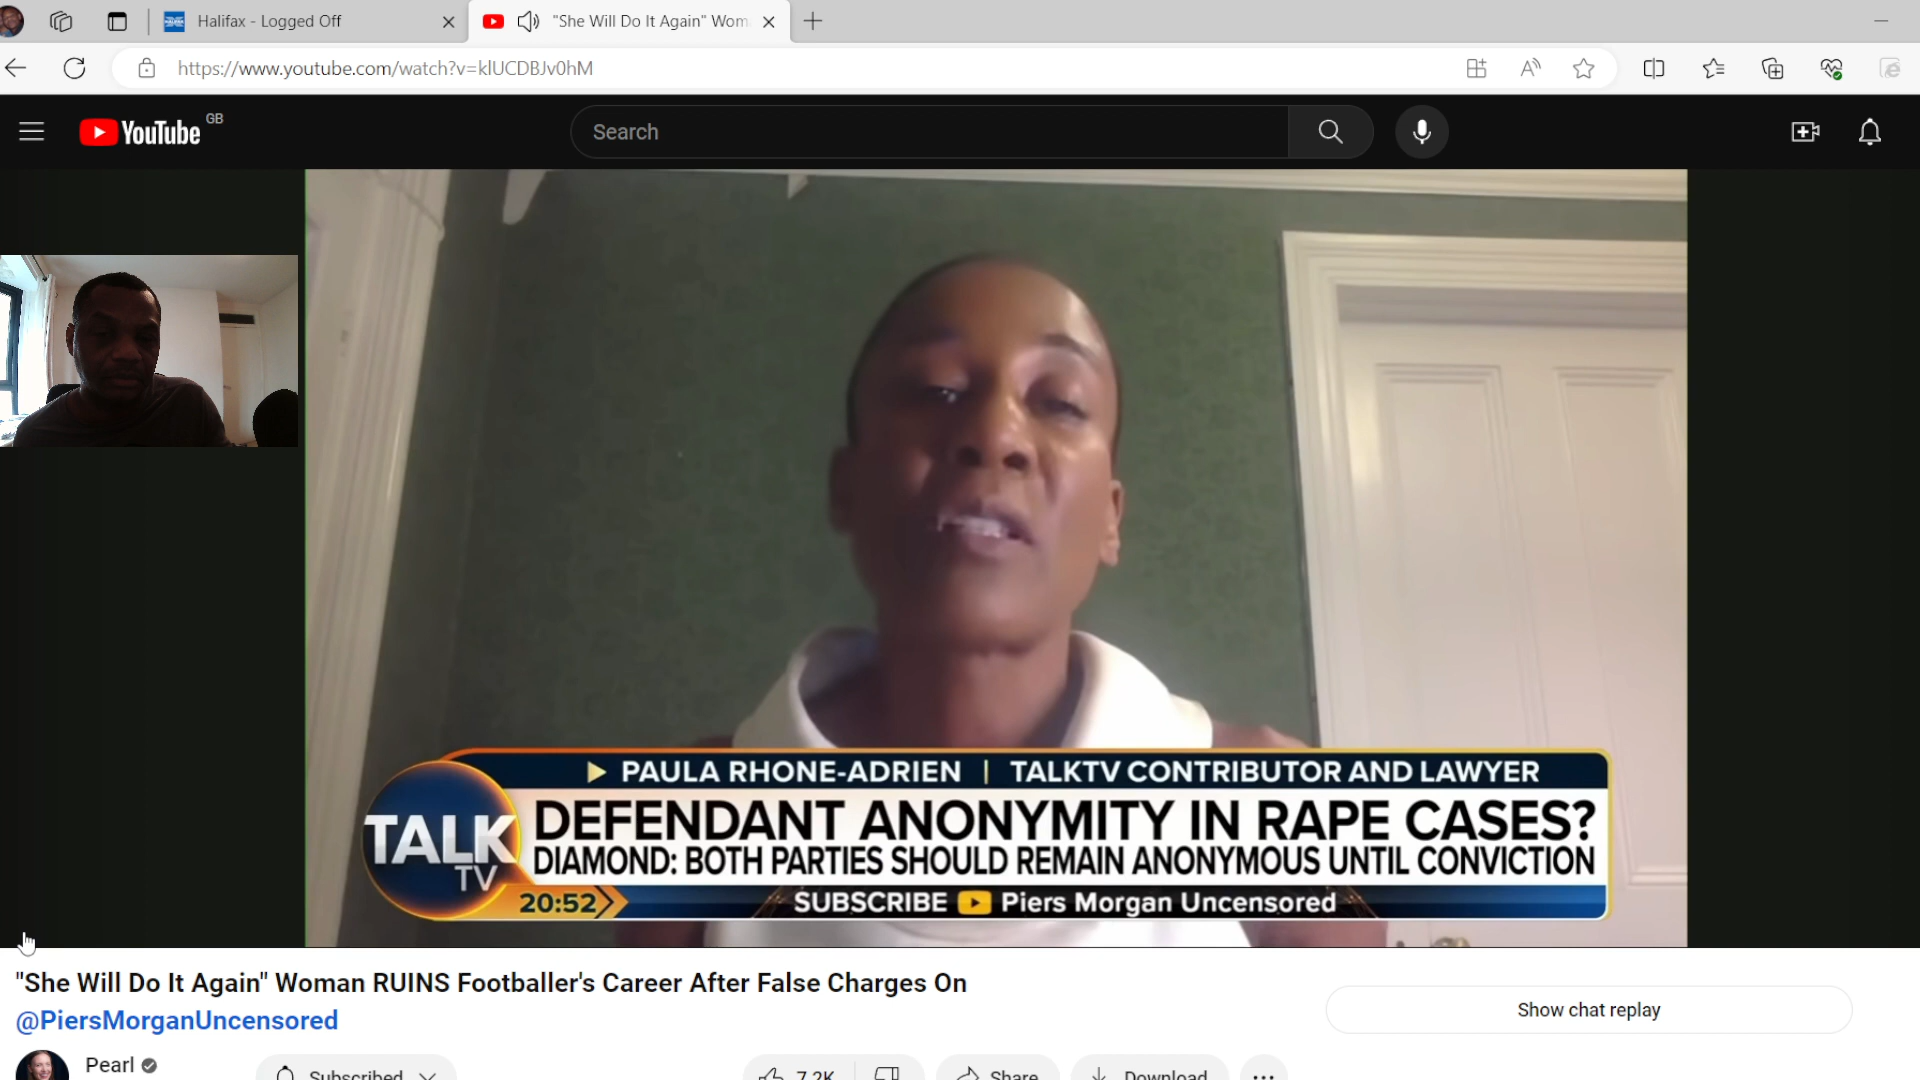 Halifax - Logged Off
"She Will Do It Again" Wom
https://www.youtube.com/watch?v=klUCDBJv0hM
YouTube GB
Search
PAULA RHONE-ADRIEN | TALKTV CONTRIBUTOR AND LAWYER
TALK TV
DEFENDANT ANONYMITY IN RAPE CASES?
DIAMOND: BOTH PARTIES SHOULD REMAIN ANONYMOUS UNTIL CONVICTION
20:52
SUBSCRIBE Piers Morgan Uncensored
"She Will Do It Again" Woman RUINS Footballer's Career After False Charges On
@PiersMorganUncensored
Show chat replay
Pearl
Subscribed
7.2K
Share
Download